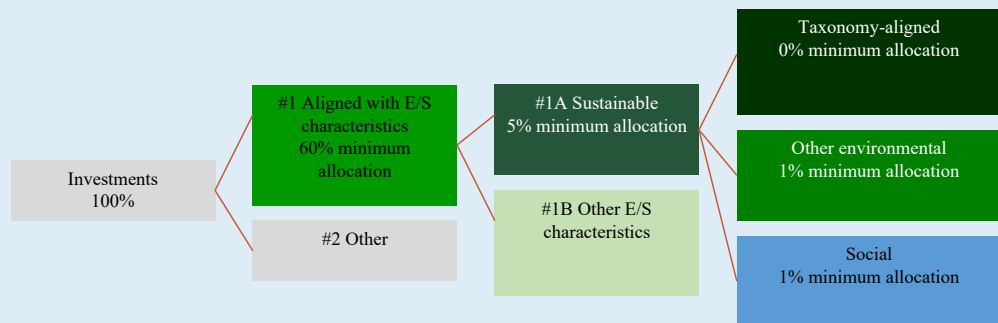 Investments
100%
#1 Aligned with E/S
characteristics
60% minimum
allocation
#2 Other
#1A Sustainable
5% minimum allocation
#1B Other E/S
characteristics
Taxonomy-aligned
0% minimum allocation
Other environmental
1% minimum allocation
Social
1% minimum allocation